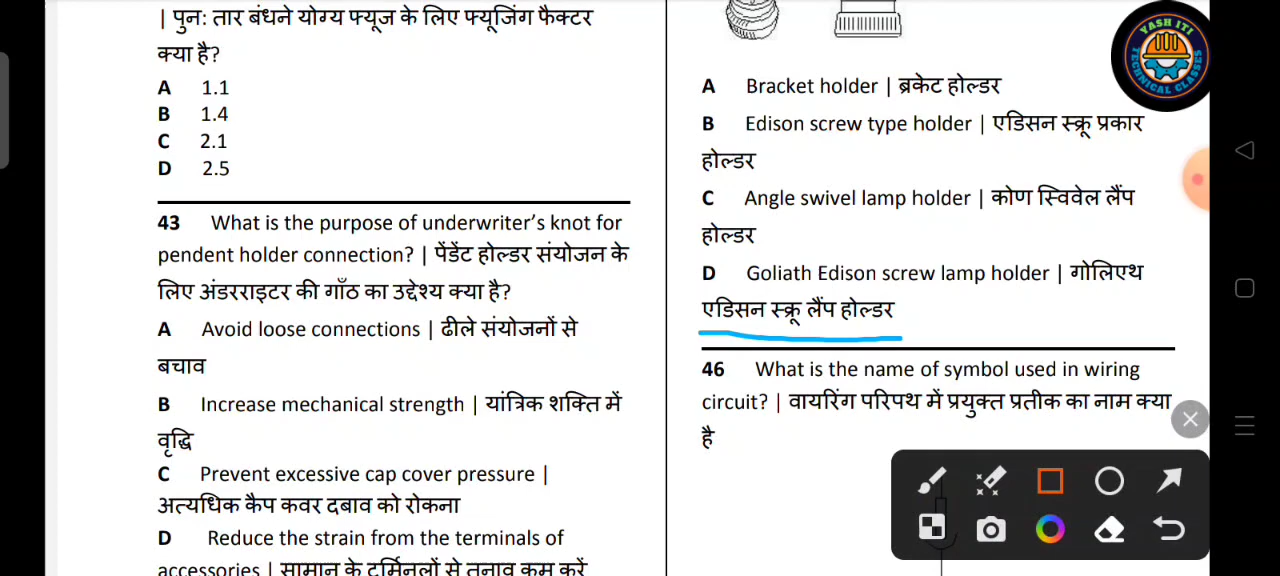 | पुन: तार बंधने योग्य फ्यूज के लिए फ्यूजिंग फैक्टर
क्या है?
A 1.1
B 1.4
C 2.1
D 2.5
43 What is the purpose of underwriter’s knot for
pendent holder connection? | पेंडेंट होल्डर संयोजन के
लिए अंडरराइटर की गाँठ का उद्देश्य क्या है?
A Avoid loose connections | ढीले संयोजनों से
बचाव
B Increase mechanical strength | यांत्रिक शक्ति में
वृद्धि
C Prevent excessive cap cover pressure |
अत्यधिक कैप कवर दबाव को रोकना
D Reduce the strain from the terminals of
accessories | सामान के टर्मिनलों से तनाव कम करें
A Bracket holder | ब्रकेट होल्डर
B Edison screw type holder | एडिसन स्क्रू प्रकार
होल्डर
C Angle swivel lamp holder | कोण स्विवेल लैंप
होल्डर
D Goliath Edison screw lamp holder | गोलिएथ
एडिसन स्क्रू लैंप होल्डर
46 What is the name of symbol used in wiring
circuit? | वायरिंग परिपथ में प्रयुक्त प्रतीक का नाम क्या
है
YASH ITI
TECHNICAL CLASSES